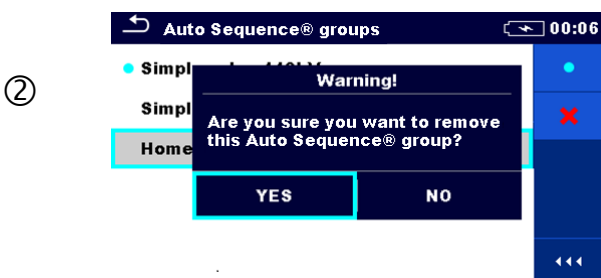 ②
Auto Sequence® groups
00:06
Simpl
Warning!
Simpl
Are you sure you want to remove
this Auto Sequence® group?
Home
YES
NO